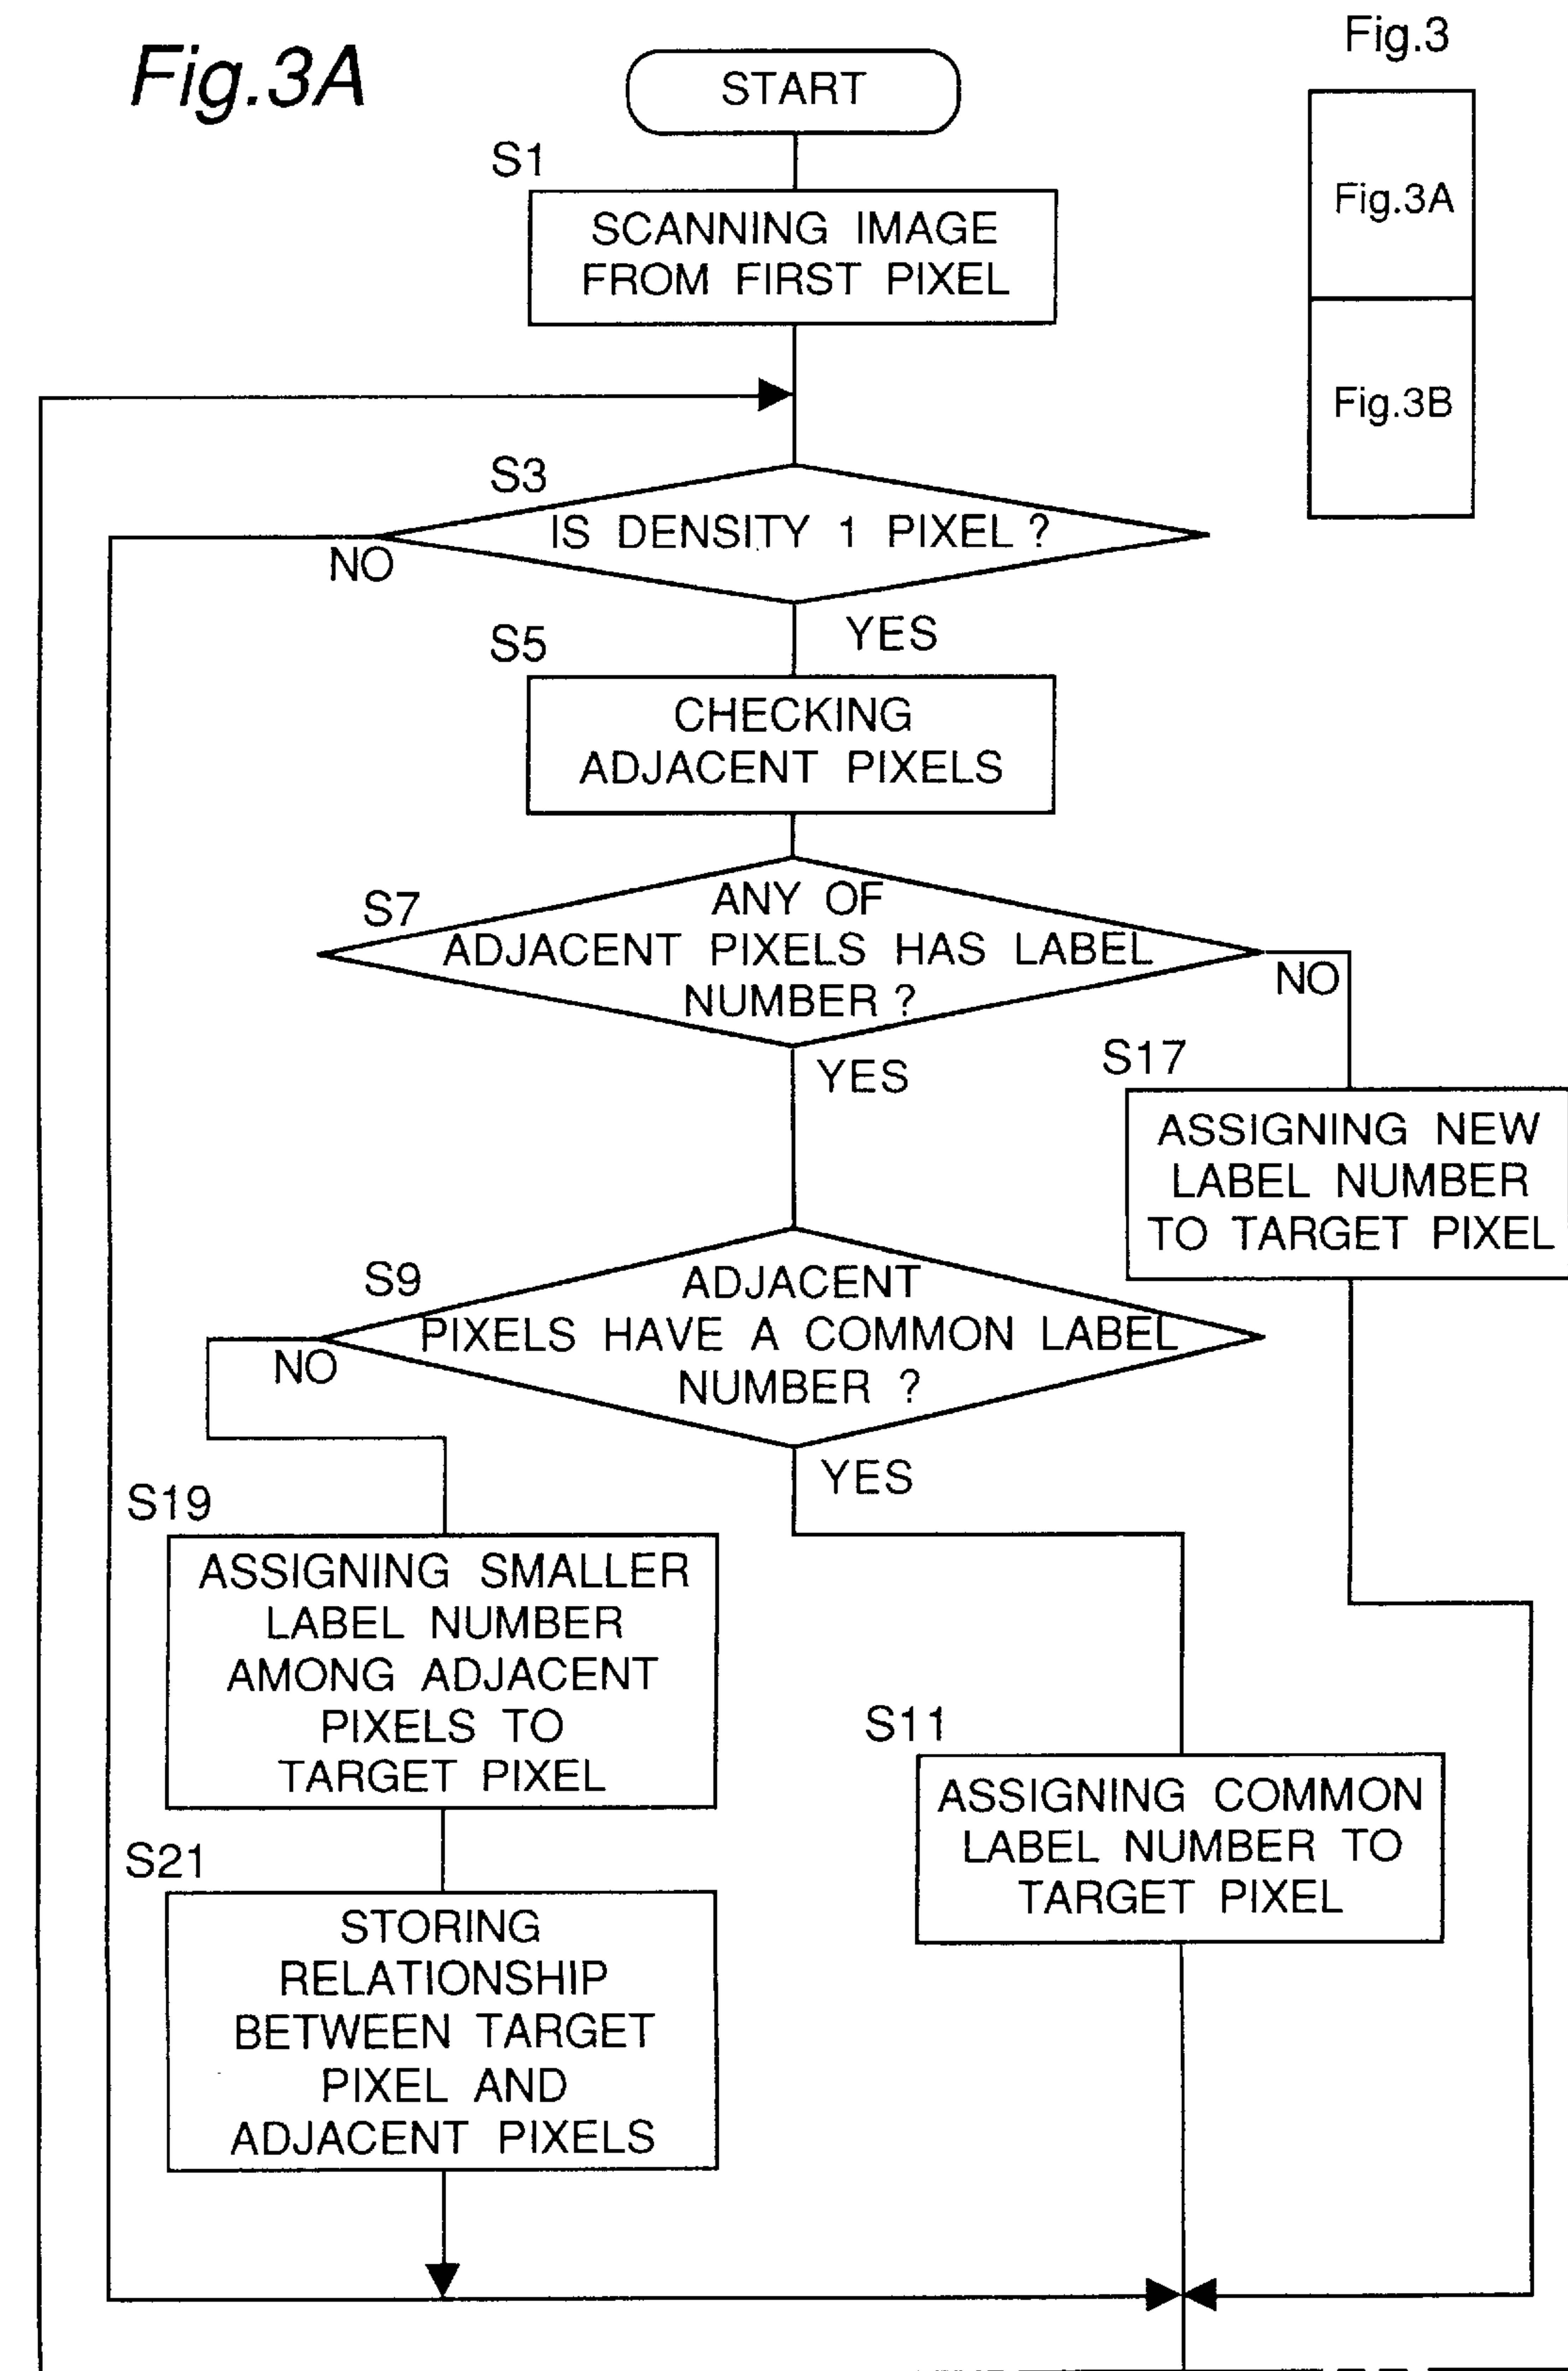 Fig.3A
Fig.3
START
Fig.3A
Fig.3B
S1
SCANNING IMAGE
FROM FIRST PIXEL
S3
IS DENSITY 1 PIXEL ?
NO
YES
S5
CHECKING
ADJACENT PIXELS
S7
ANY OF
ADJACENT PIXELS HAS LABEL
NUMBER ?
NO
YES
S17
ASSIGNING NEW
LABEL NUMBER
TO TARGET PIXEL
S9
ADJACENT
PIXELS HAVE A COMMON LABEL
NUMBER ?
NO
YES
S19
ASSIGNING SMALLER
LABEL NUMBER
AMONG ADJACENT
PIXELS TO
TARGET PIXEL
S11
ASSIGNING COMMON
LABEL NUMBER TO
TARGET PIXEL
S21
STORING
RELATIONSHIP
BETWEEN TARGET
PIXEL AND
ADJACENT PIXELS